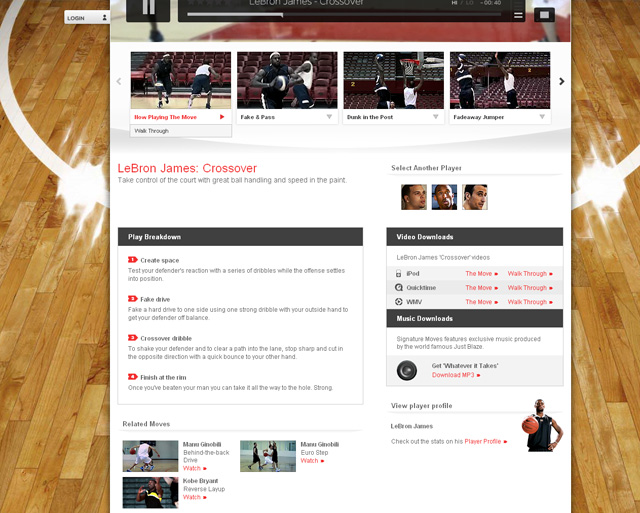 LOGIN
LeBron James - Crossover
HI / LO - 00:40
Now Playing The Move
Fake & Pass
Dunk in the Post
Fadeaway Jumper
Walk Through
LeBron James: Crossover
Take control of the court with great ball handling and speed in the paint.
Select Another Player
Play Breakdown
1 Create space
Test your defender's reaction with a series of dribbles while the offense settles
into position.
2 Fake drive
Fake a hard drive to one side using one strong dribble with your outside hand to
get your defender off balance.
3 Crossover dribble
To shake your defender and to clear a path into the lane, stop sharp and cut in
the opposite direction with a quick bounce to your other hand.
4 Finish at the rim
Once you've beaten your man you can take it all the way to the hole. Strong.
Video Downloads
LeBron James 'Crossover' videos
iPod The Move Walk Through
Quicktime The Move Walk Through
WMV The Move Walk Through
Music Downloads
Signature Moves features exclusive music produced
by the world famous Just Blaze.
Get 'Whatever it Takes'
Download MP3
View player profile
LeBron James
Check out the stats on his Player Profile
Related Moves
Manu Ginobili
Behind-the-back
Drive
Watch
Manu Ginobili
Euro Step
Watch
Kobe Bryant
Reverse Layup
Watch